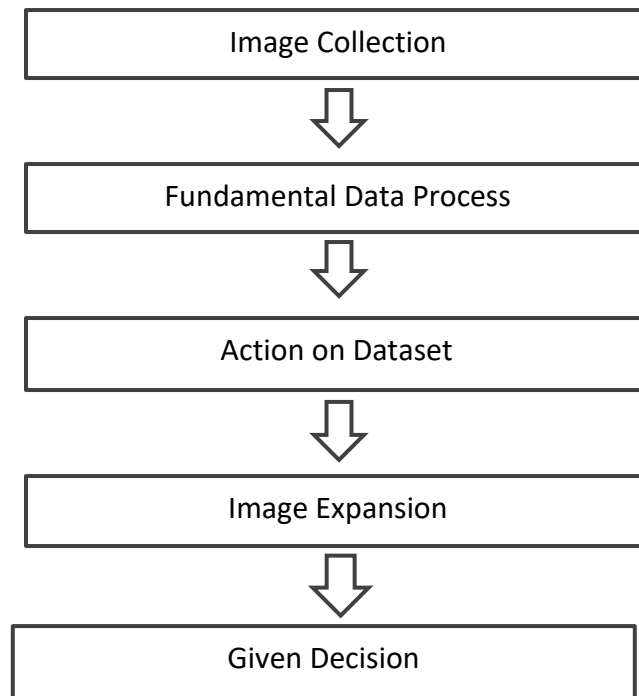 Image Collection
Fundamental Data Process
Action on Dataset
Image Expansion
Given Decision